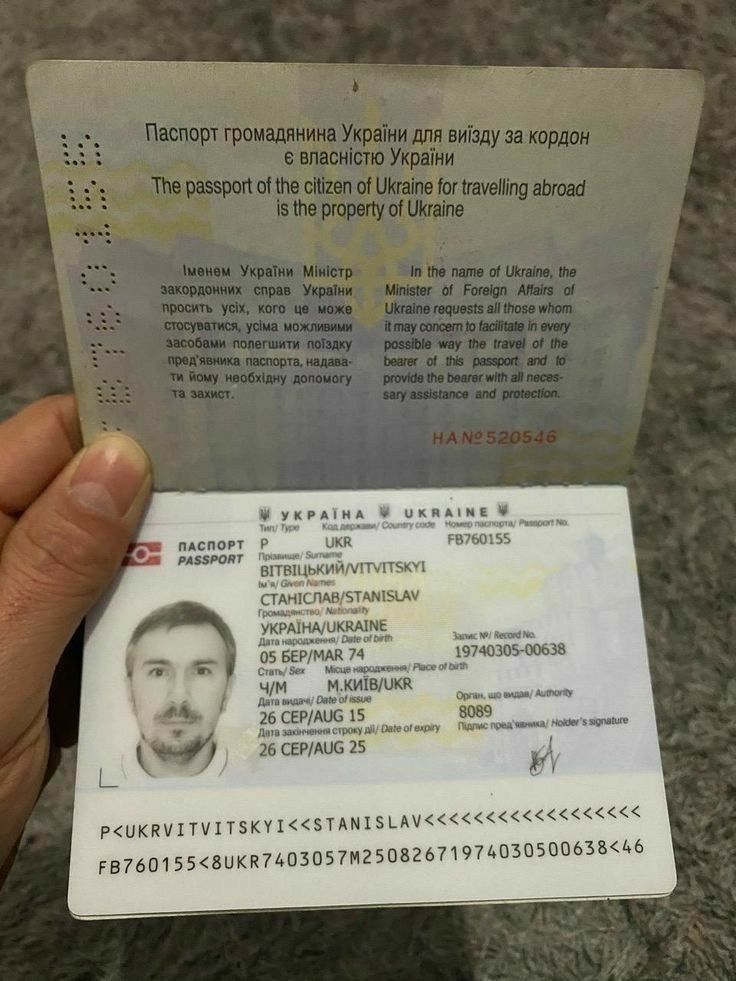 Паспорт громадянина України для виїзду за кордон
є власністю України
The passport of the citizen of Ukraine for travelling abroad
is the property of Ukraine
Іменем України Міністр
закордонних справ України
просить усіх, кого це може
стосуватися, усіма можливими
засобами полегшити поїздку
пред'явника паспорта, надава-
ти йому необхідну допомогу
та захист.
In the name of Ukraine, the
Minister of Foreign Affairs of
Ukraine requests all those whom
it may concern to facilitate in every
possible way the travel of the
bearer of this passport and to
provide the bearer with all neces-
sary assistance and protection.
НА№520546
УКРАЇНА UKRAINE
ПАСПОРТ
PASSPORT
Тип/ Type Код держави/ Country code Номер паспорта/ Passport No.
P UKR FB760155
Прізвище/ Surname
ВІТВІЦЬКИЙ/VITVITSKYI
Ім'я/ Given Names
СТАНІСЛАВ/STANISLAV
Громадянство/ Nationality
УКРАЇНА/UKRAINE
Дата народження/ Date of birth Запис №/ Record No.
05 БЕР/MAR 74 19740305-00638
Стать/ Sex Місце народження/ Place of birth
Ч/M М.КИЇВ/UKR
Дата видачі/ Date of issue Орган, що видав/ Authority
26 СЕР/AUG 15 8089
Дата закінчення строку дії/ Date of expiry Підпис пред'явника/ Holder's signature
26 СЕР/AUG 25
P<UKRVITVITSKYI<<STANISLAV<<<<<<<<<<<<<<<<<<
FB760155<8UKR7403057M25082671974030500638<46